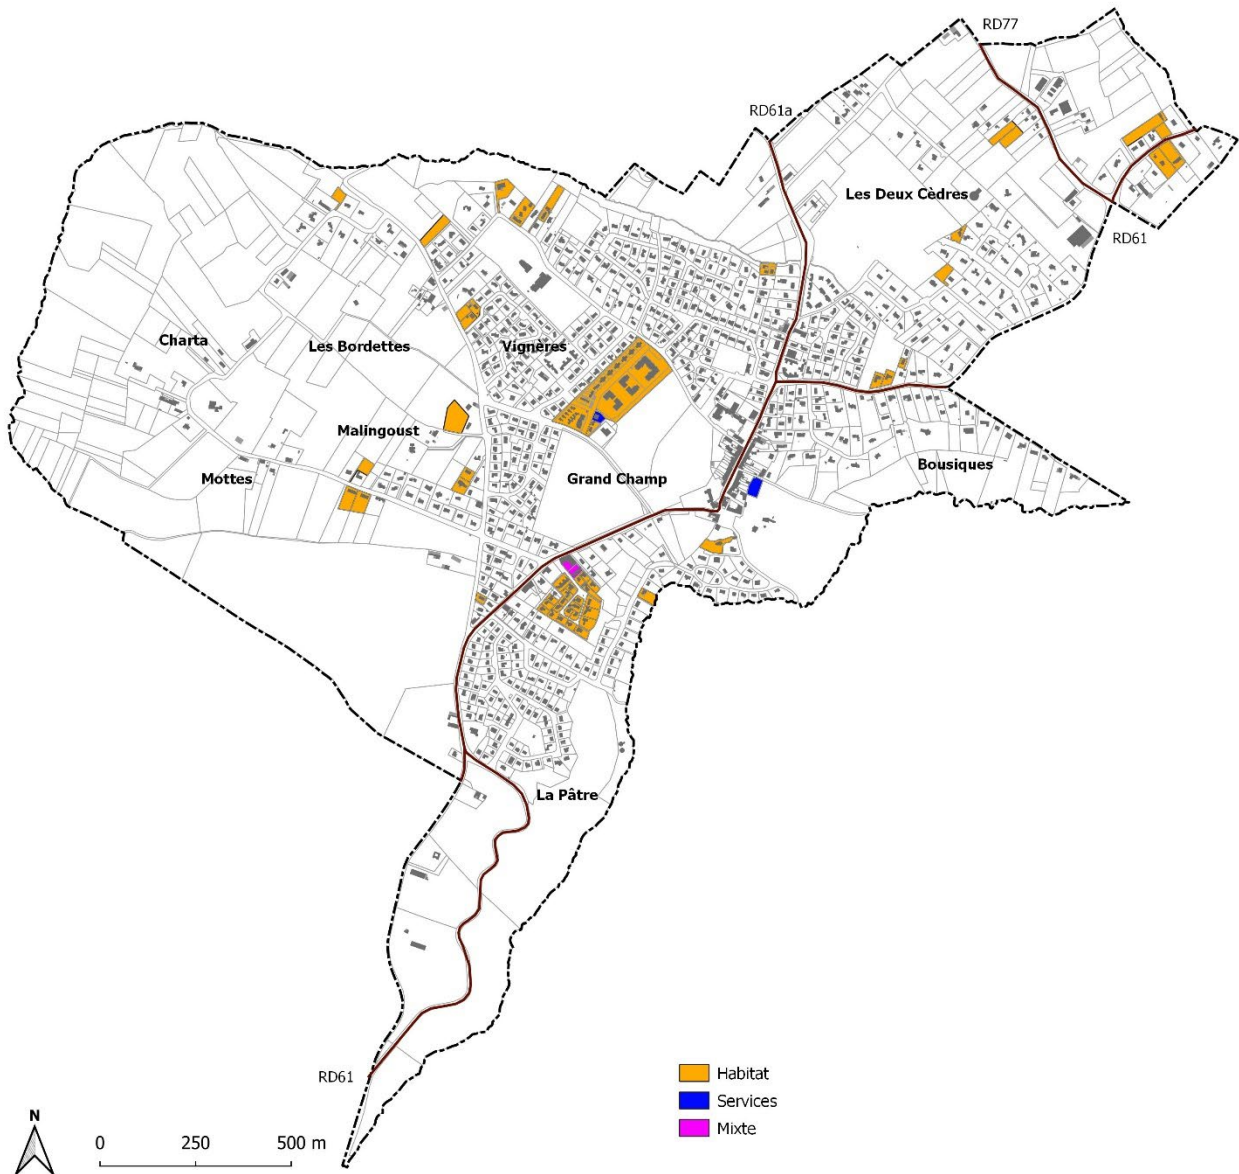 RD77
RD61a
Les Deux Cèdres
RD61
Charta
Les Bordettes
Vignères
Malingoust
Mottes
Grand Champ
Bousiques
La Pâtre
RD61
Habitat
Services
Mixte
N
0 250 500 m